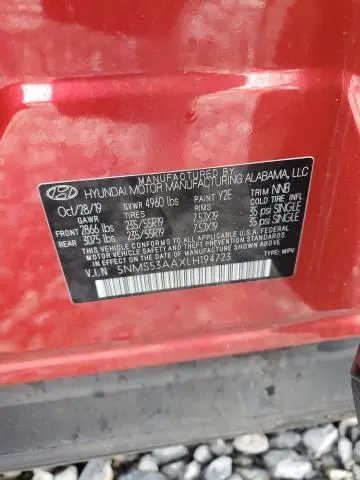 MANUFACTURED BY
HYUNDAI MOTOR MANUFACTURING ALABAMA, LLC
Oct/28/19 GVWR 4960 lbs PAINT Y2E TRIM NNB
GAWR TIRES RIMS COLD TIRE INFL
FRONT 2866 lbs 235/55R19 7.5JX19 35 psi SINGLE
REAR 3075 lbs 235/55R19 7.5JX19 35 psi SINGLE
THIS VEHICLE CONFORMS TO ALL APPLICABLE FEDERAL MOTOR VEHICLE
SAFETY, BUMPER, AND THEFT PREVENTION STANDARDS IN EFFECT
ON THE DATE OF MANUFACTURE SHOWN ABOVE.
V.I.N. 5NMS53AAXLH194723 TYPE: MPV